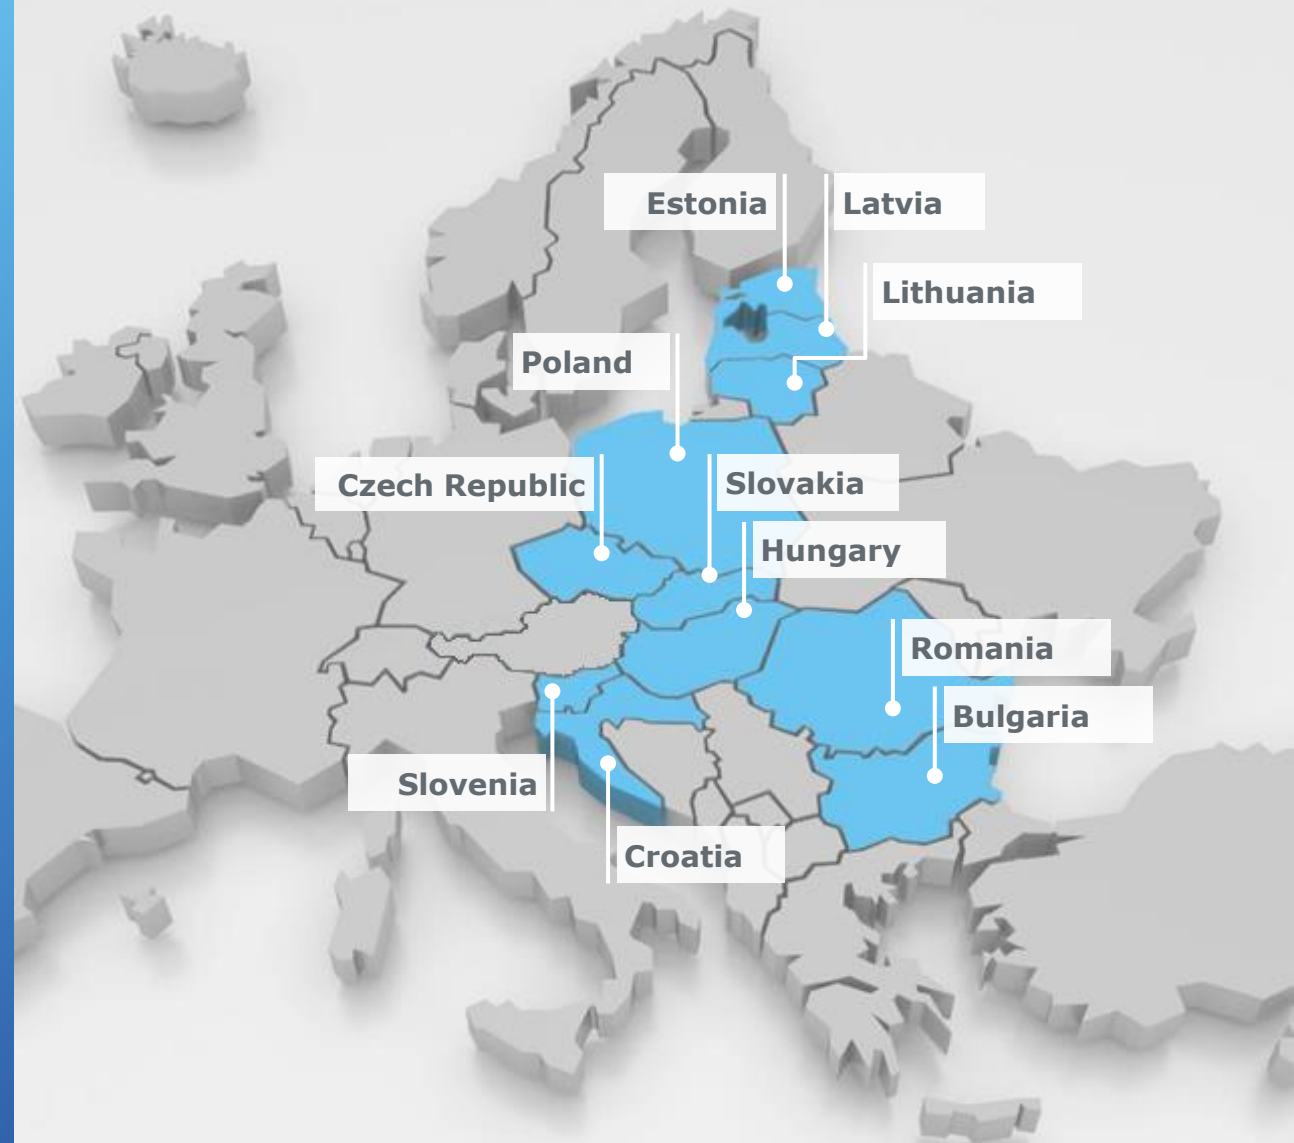 Estonia
Latvia
Lithuania
Poland
Czech Republic
Slovakia
Hungary
Romania
Bulgaria
Slovenia
Croatia